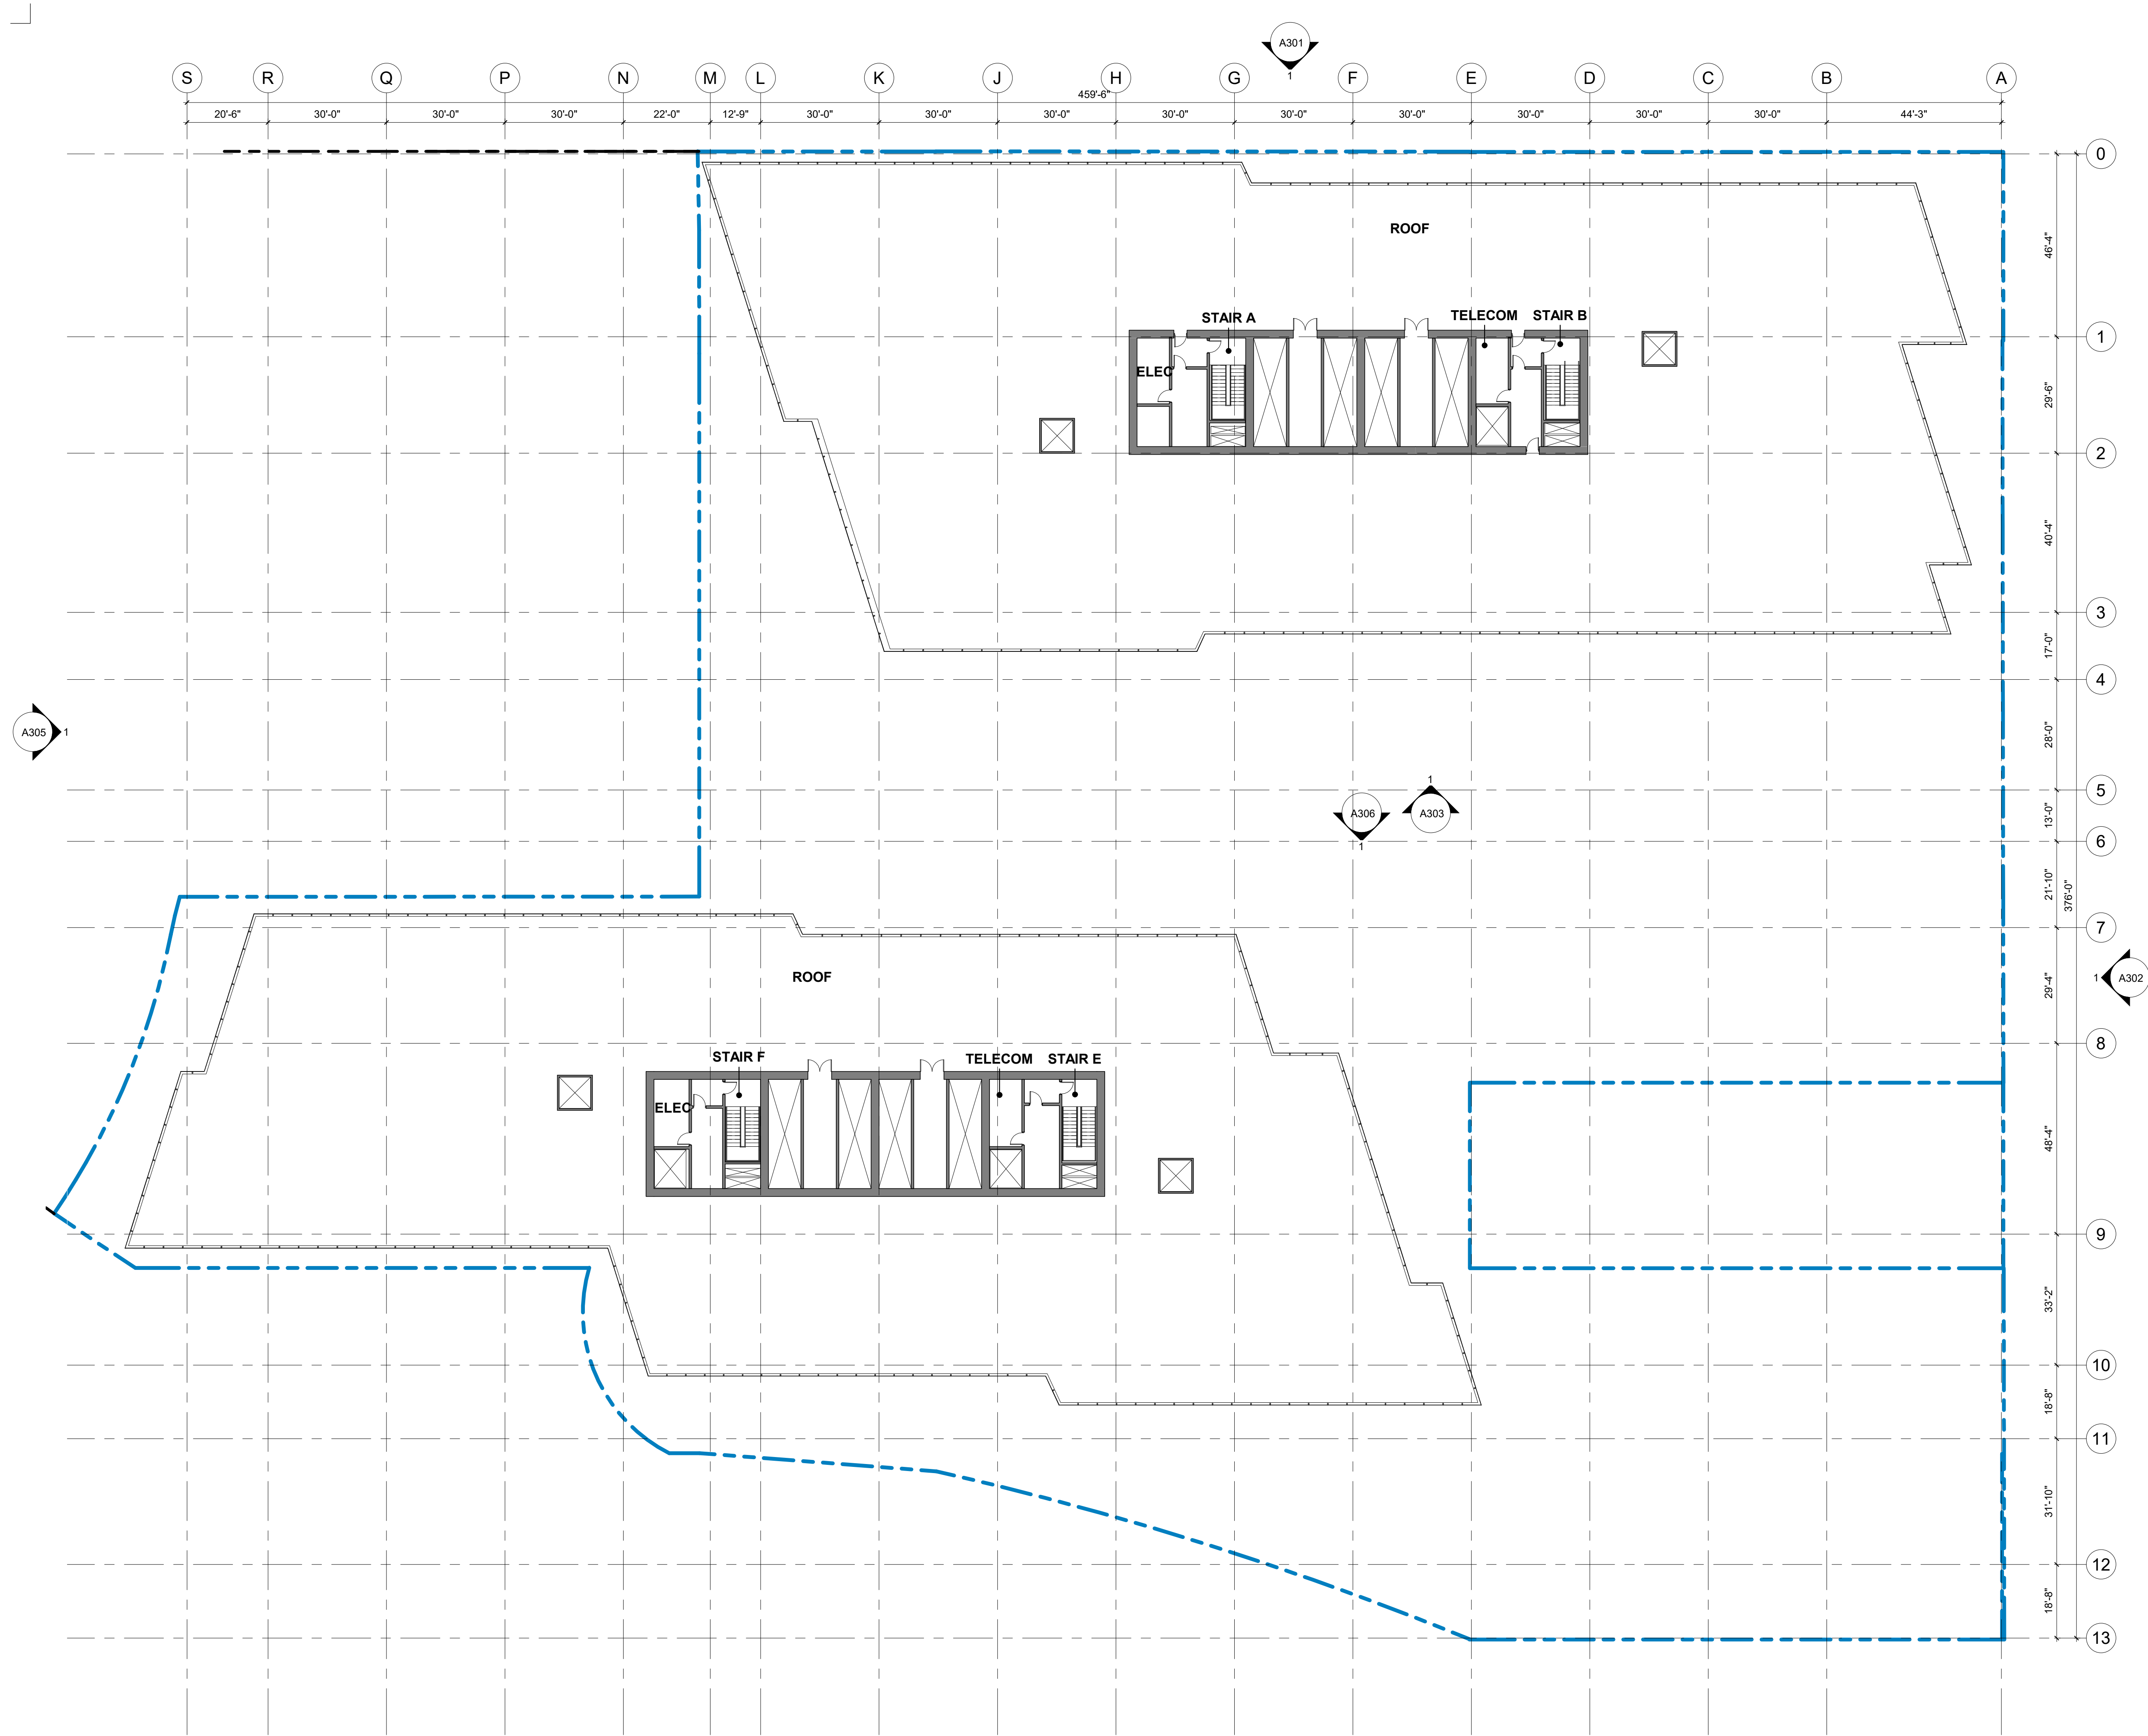 A301
1
S R Q P N M L K J H G F E D C B A
459'-6"
20'-6" 30'-0" 30'-0" 30'-0" 22'-0" 12'-9" 30'-0" 30'-0" 30'-0" 30'-0" 30'-0" 30'-0" 30'-0" 30'-0" 30'-0" 44'-3"
0
ROOF
46'-4"
STAIR A TELECOM STAIR B
1
ELEC
29'-6"
2
40'-4"
3
17'-0"
4
A305 1
28'-0"
1
5
A306 A303
13'-0"
1
6
21'-10"
376'-0"
7
ROOF
29'-4"
1 A302
8
STAIR F TELECOM STAIR E
ELEC
48'-4"
9
33'-2"
10
18'-8"
11
31'-10"
12
18'-8"
13